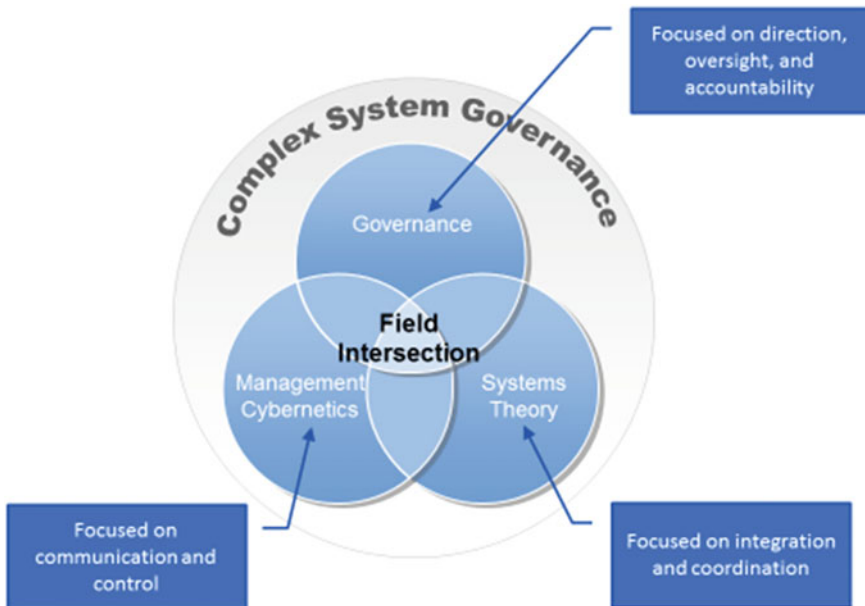 Focused on direction,
oversight, and
accountability
Complex System Governance
Governance
Field
Intersection
Management
Cybernetics
Systems
Theory
Focused on
communication and
control
Focused on integration
and coordination